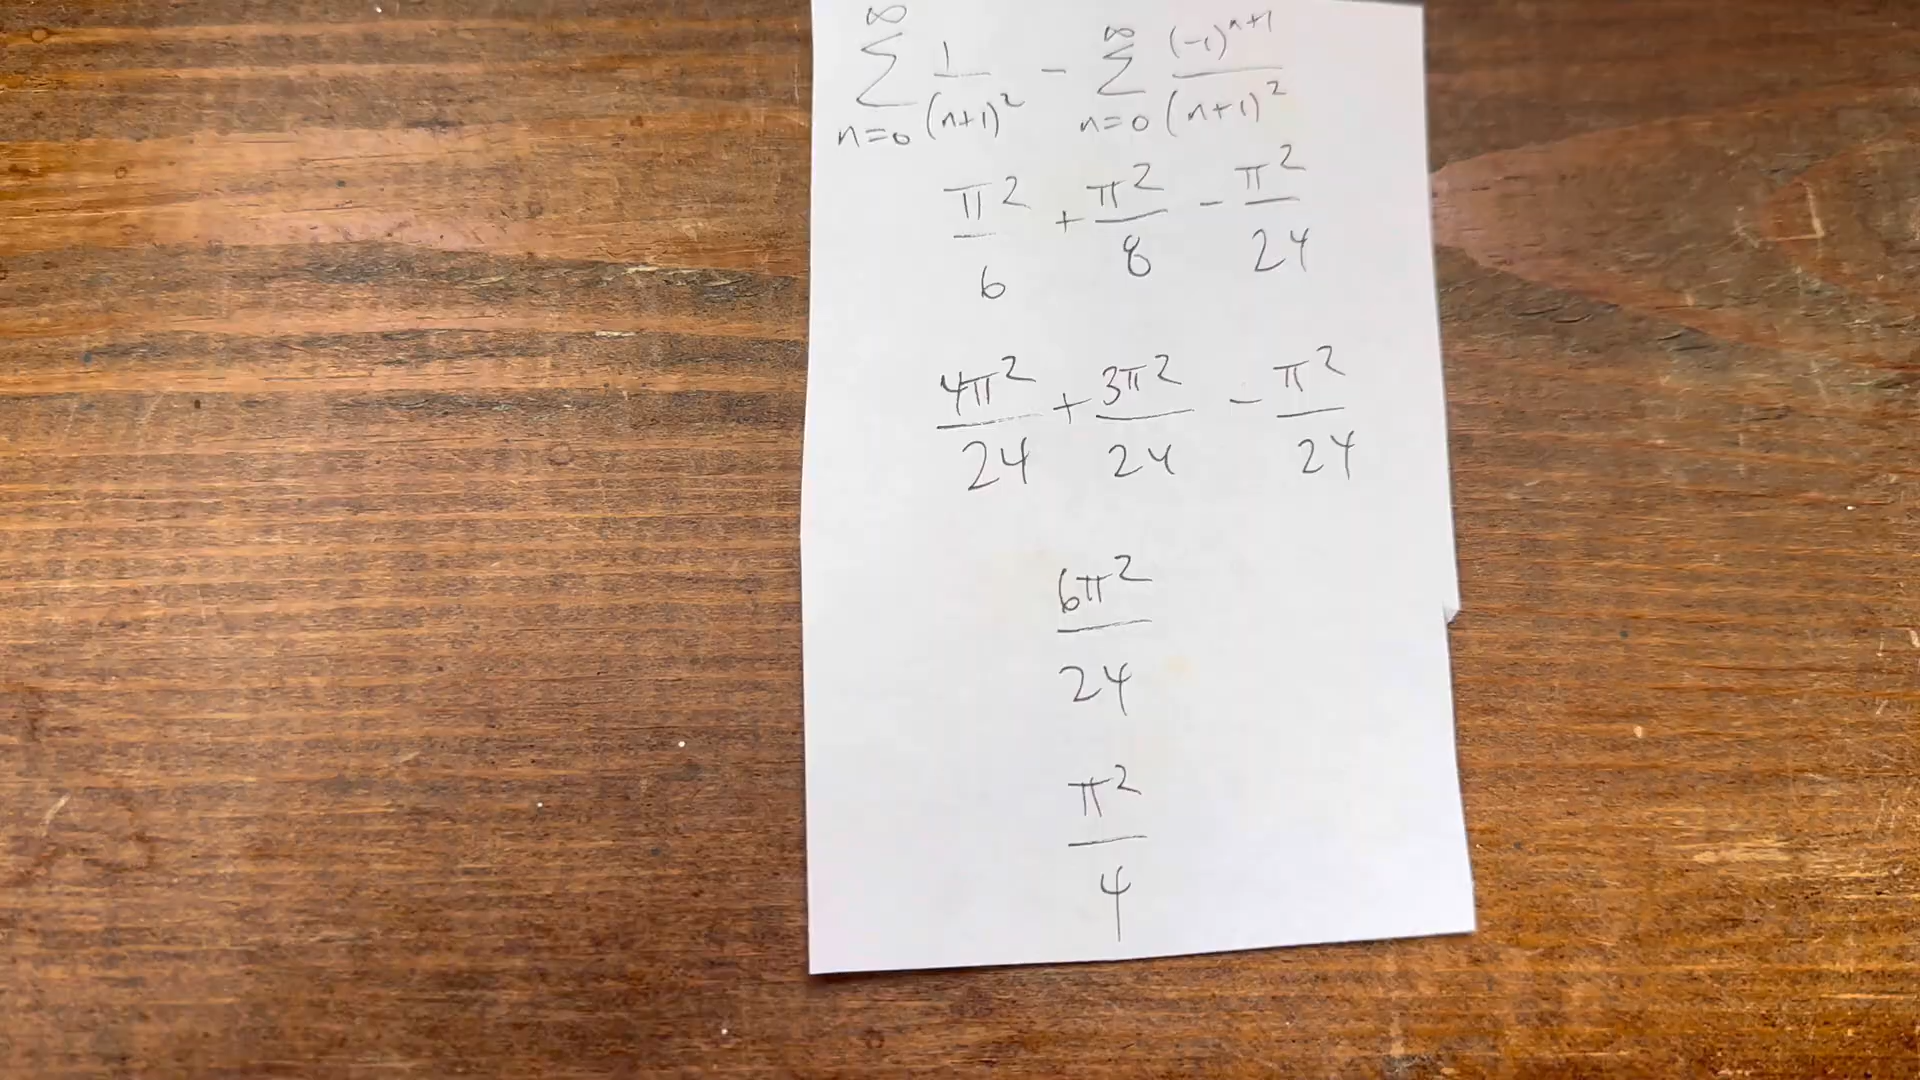 ∞ ∑ n=0 1/(n+1)² - ∞ ∑ n=0 (-1)ⁿ⁺¹/(n+1)²
π²/6 + π²/8 - π²/24
4π²/24 + 3π²/24 - π²/24
6π²/24
π²/4